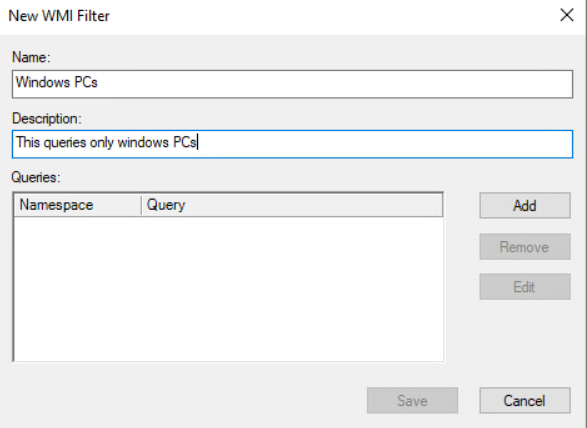 New WMI Filter
Name:
Windows PCs
Description:
This queries only windows PCs
Queries:
Namespace Query
Add
Remove
Edit
Save Cancel